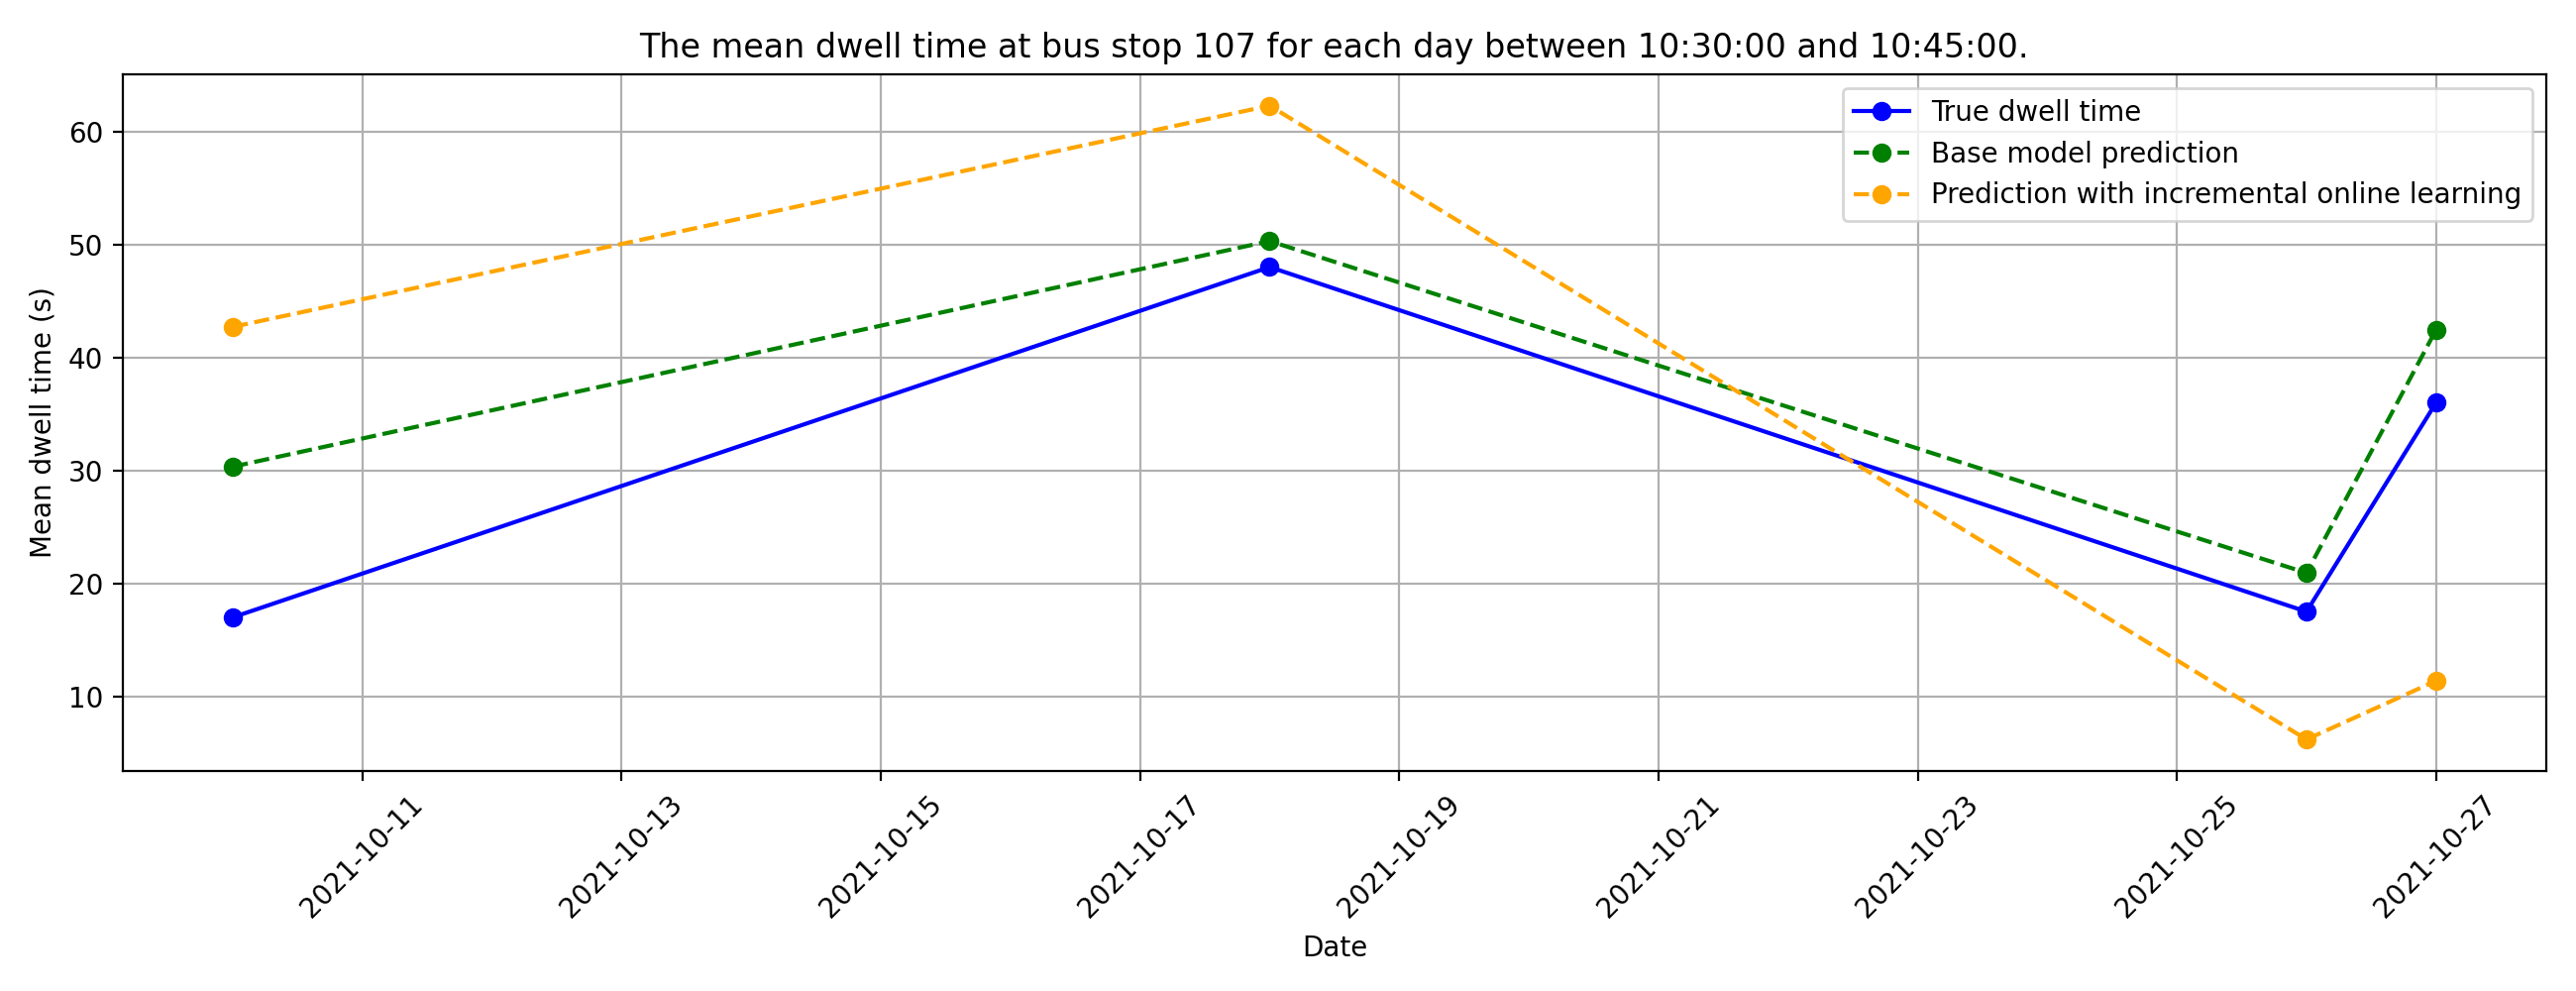 The mean dwell time at bus stop 107 for each day between 10:30:00 and 10:45:00.
True dwell time
Base model prediction
Prediction with incremental online learning
Mean dwell time (s)
60
50
40
30
20
10
2021-10-11
2021-10-13
2021-10-15
2021-10-17
2021-10-19
2021-10-21
2021-10-23
2021-10-25
2021-10-27
Date